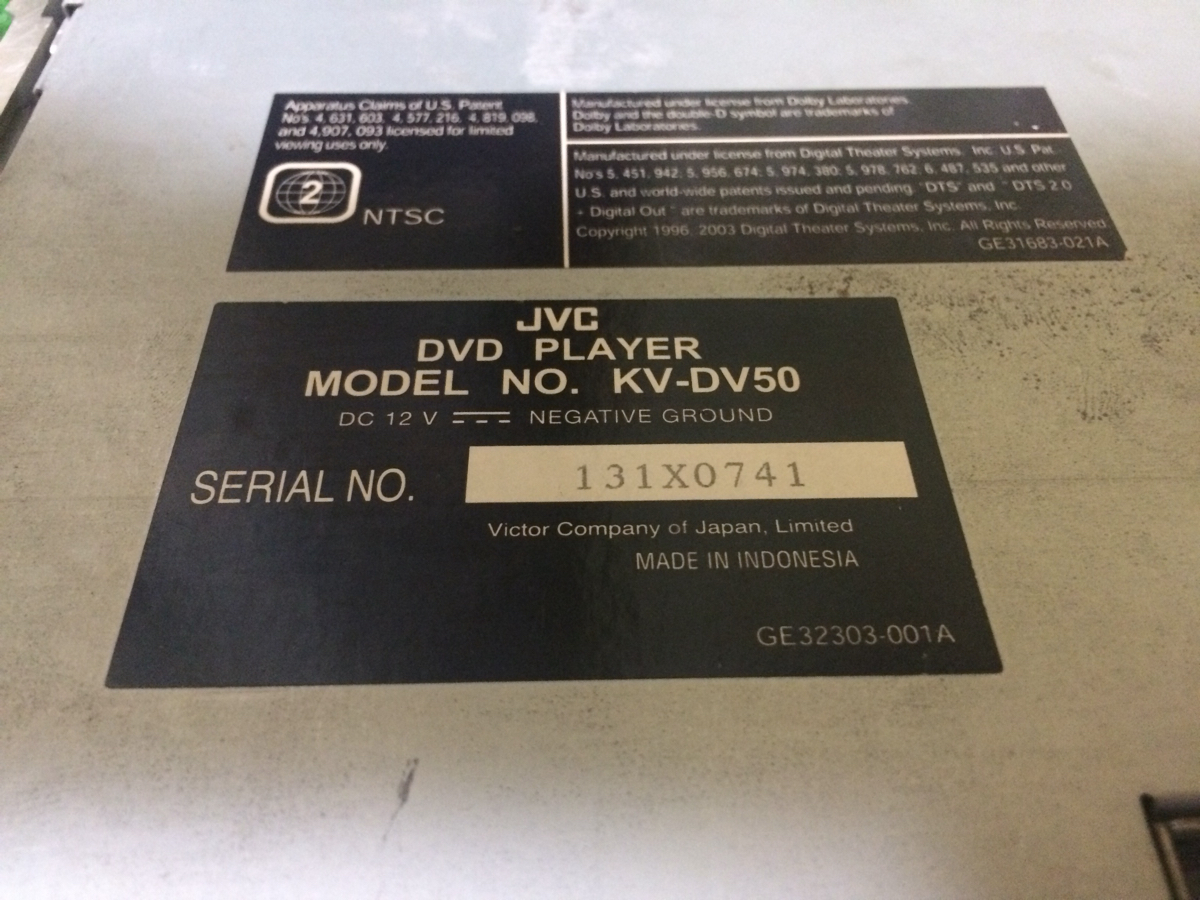 Apparatus Claims of U.S. Patent
No's. 4, 631, 603, 4, 577, 216, 4, 819, 098,
and 4,907, 093 licensed for limited
viewing uses only.
2
NTSC
Manufactured under license from Dolby Laboratories.
Dolby and the double-D symbol are trademarks of
Dolby Laboratories.
Manufactured under license from Digital Theater Systems, Inc. U.S. Pat.
No's 5, 451, 942, 5, 956, 674, 5, 974, 380, 5, 978, 762, 6, 487, 535 and other
U.S. and world-wide patents issued and pending. "DTS" and "DTS 2.0
+ Digital Out" are trademarks of Digital Theater Systems, Inc.
Copyright 1996, 2003 Digital Theater Systems, Inc. All Rights Reserved.
GE31683-021A
JVC
DVD PLAYER
MODEL NO. KV-DV50
DC 12 V NEGATIVE GROUND
SERIAL NO. 131X0741
Victor Company of Japan, Limited
MADE IN INDONESIA
GE32303-001A